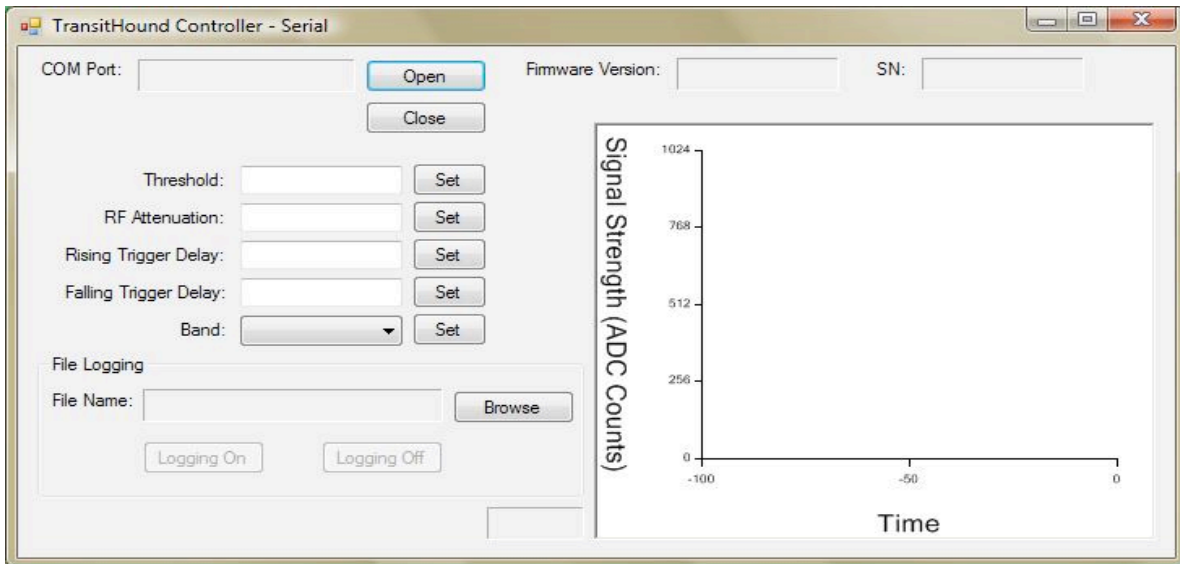 TransitHound Controller - Serial
COM Port:
Open
Firmware Version:
SN:
Close
Threshold:
Set
RF Attenuation:
Set
Rising Trigger Delay:
Set
Falling Trigger Delay:
Set
Band:
Set
File Logging
File Name:
Browse
Logging On
Logging Off
Signal Strength (ADC Counts)
1024
768
512
256
0
-100
-50
0
Time